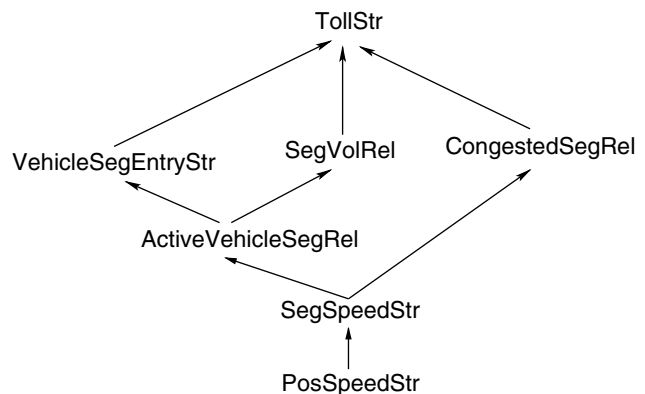 TollStr
VehicleSegEntryStr
SegVolRel
CongestedSegRel
ActiveVehicleSegRel
SegSpeedStr
PosSpeedStr